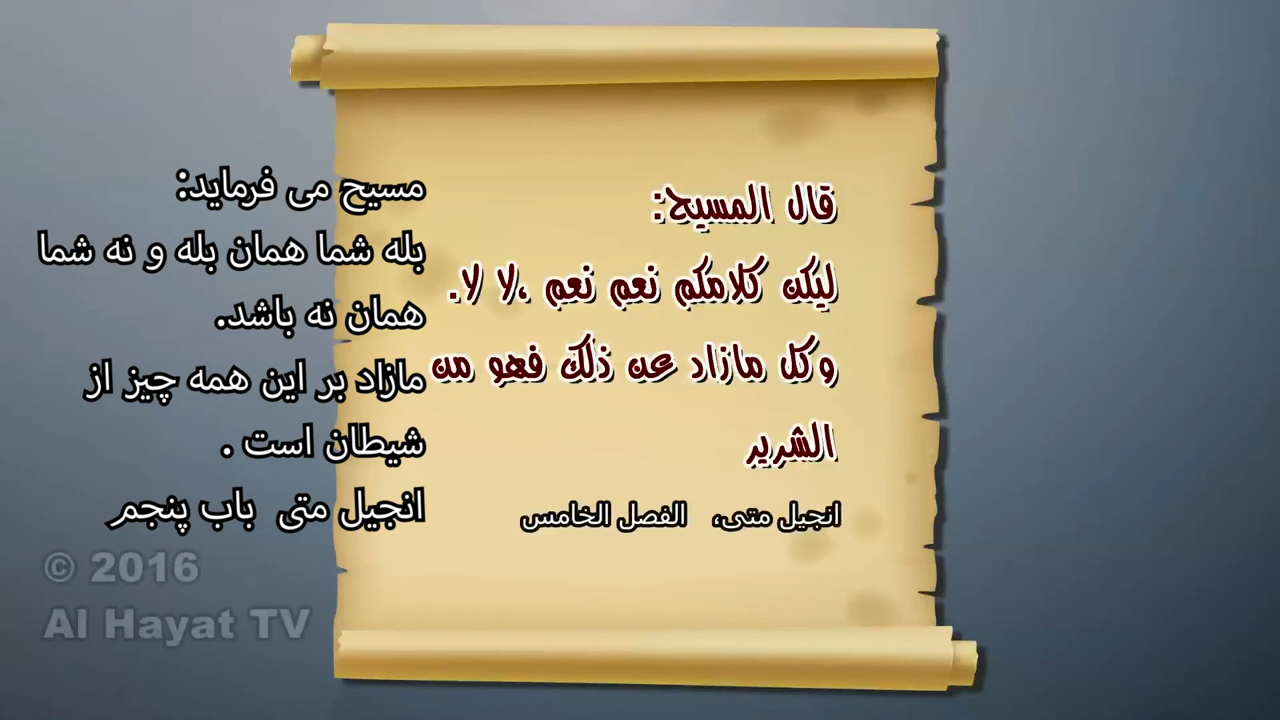 قال المسيح:
ليكن كلامكم نعم نعم ،لا لا.
وكل مازاد عن ذلك فهو من
الشرير
انجيل متى، الفصل الخامس
مسیح می فرماید:
بله شما همان بله و نه شما
همان نه باشد.
مازاد بر این همه چیز از
شیطان است .
انجیل متی باب پنجم
© 2016
Al Hayat TV